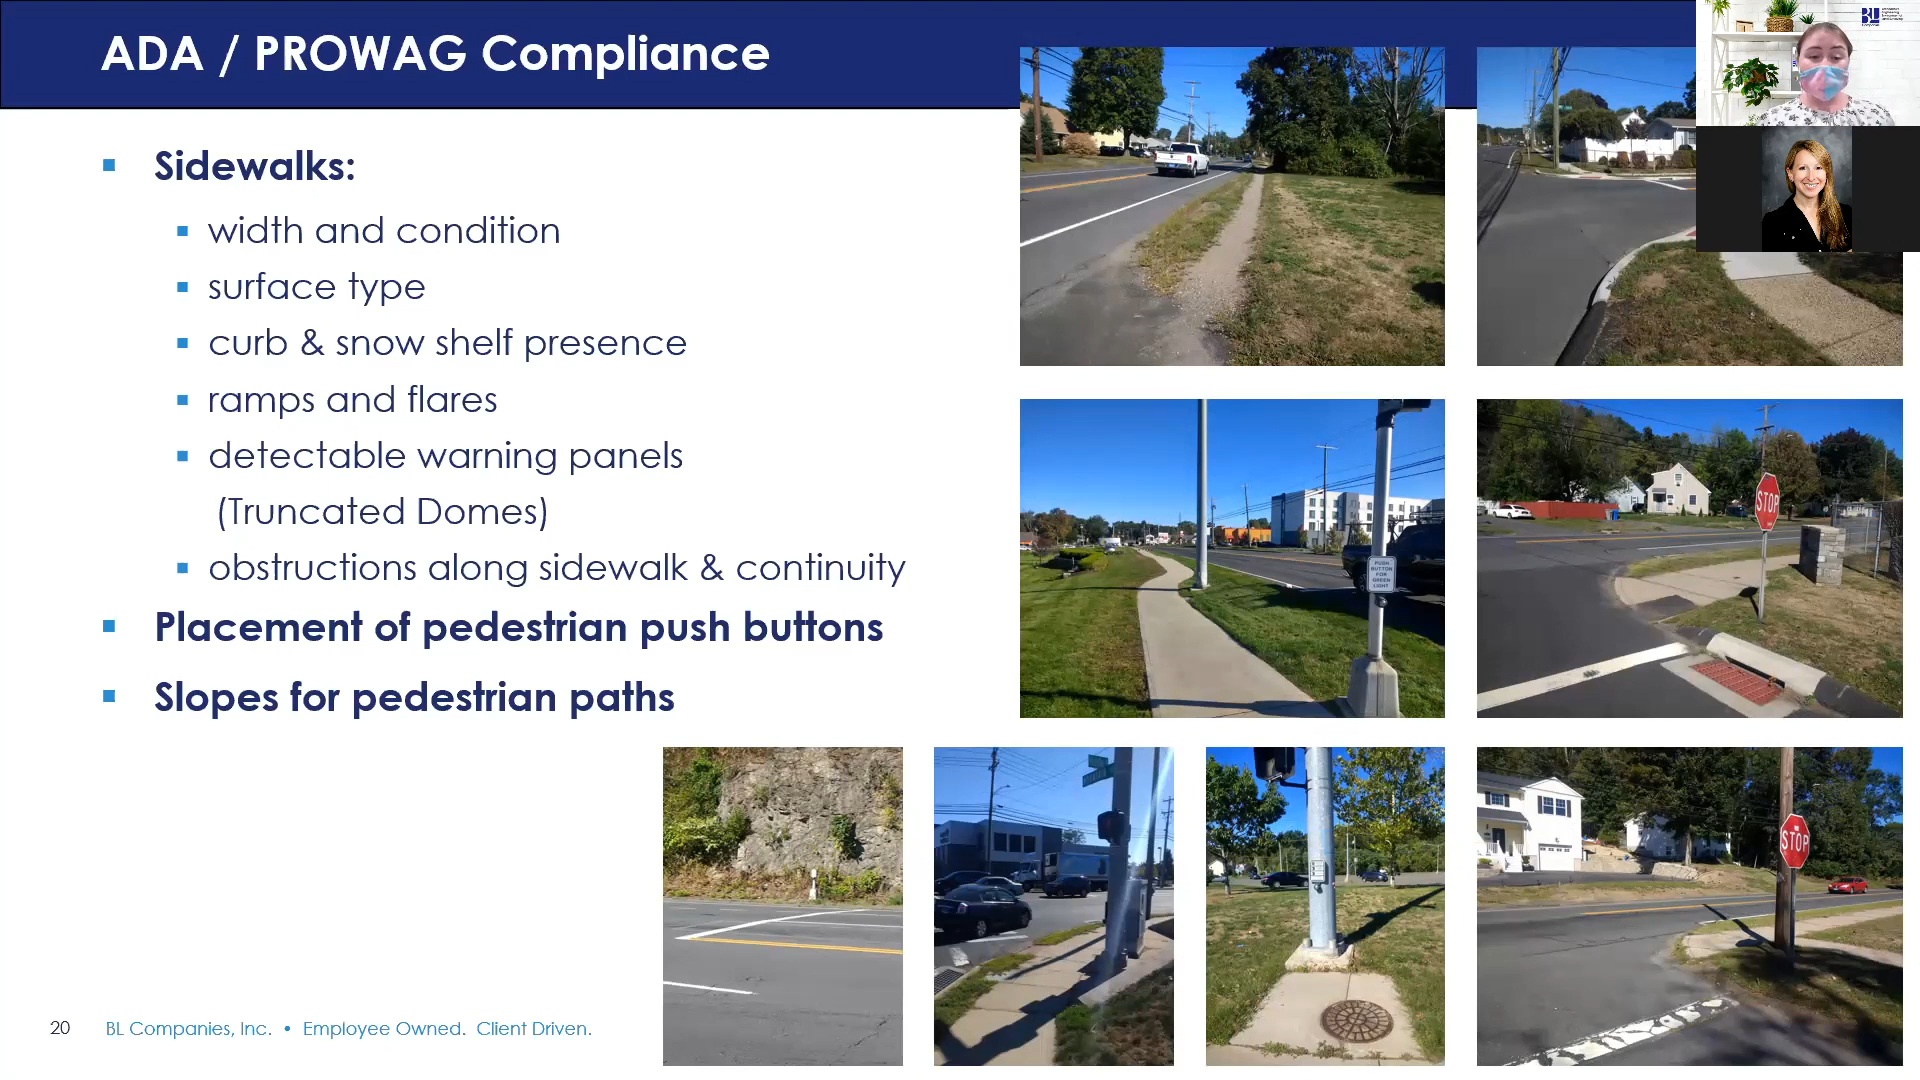 ADA / PROWAG Compliance
▪ Sidewalks:
▪ width and condition
▪ surface type
▪ curb & snow shelf presence
▪ ramps and flares
▪ detectable warning panels
(Truncated Domes)
▪ obstructions along sidewalk & continuity
▪ Placement of pedestrian push buttons
▪ Slopes for pedestrian paths
PUSH
BUTTON
FOR
GREEN
LIGHT
STOP
STOP
20 BL Companies, Inc. • Employee Owned. Client Driven.
BL